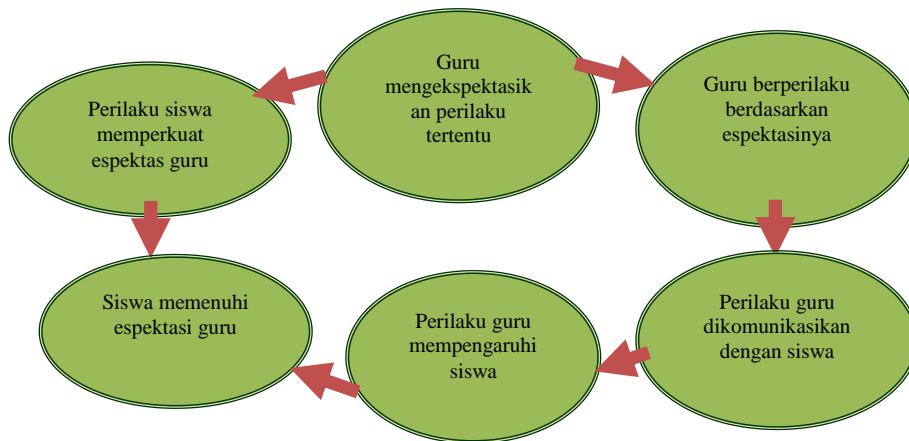 Guru
mengekspektasik
an perilaku
tertentu
Guru berperilaku
berdasarkan
espektasinya
Perilaku siswa
memperkuat
espektas guru
Siswa memenuhi
espektasi guru
Perilaku guru
mempengaruhi
siswa
Perilaku guru
dikomunikasikan
dengan siswa